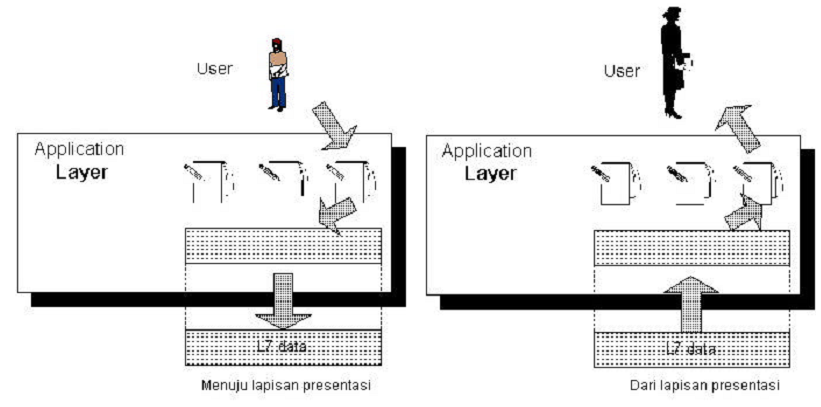 User
Application
Layer
L7 data
Menuju lapisan presentasi
User
Application
Layer
L7 data
Dari lapisan presentasi